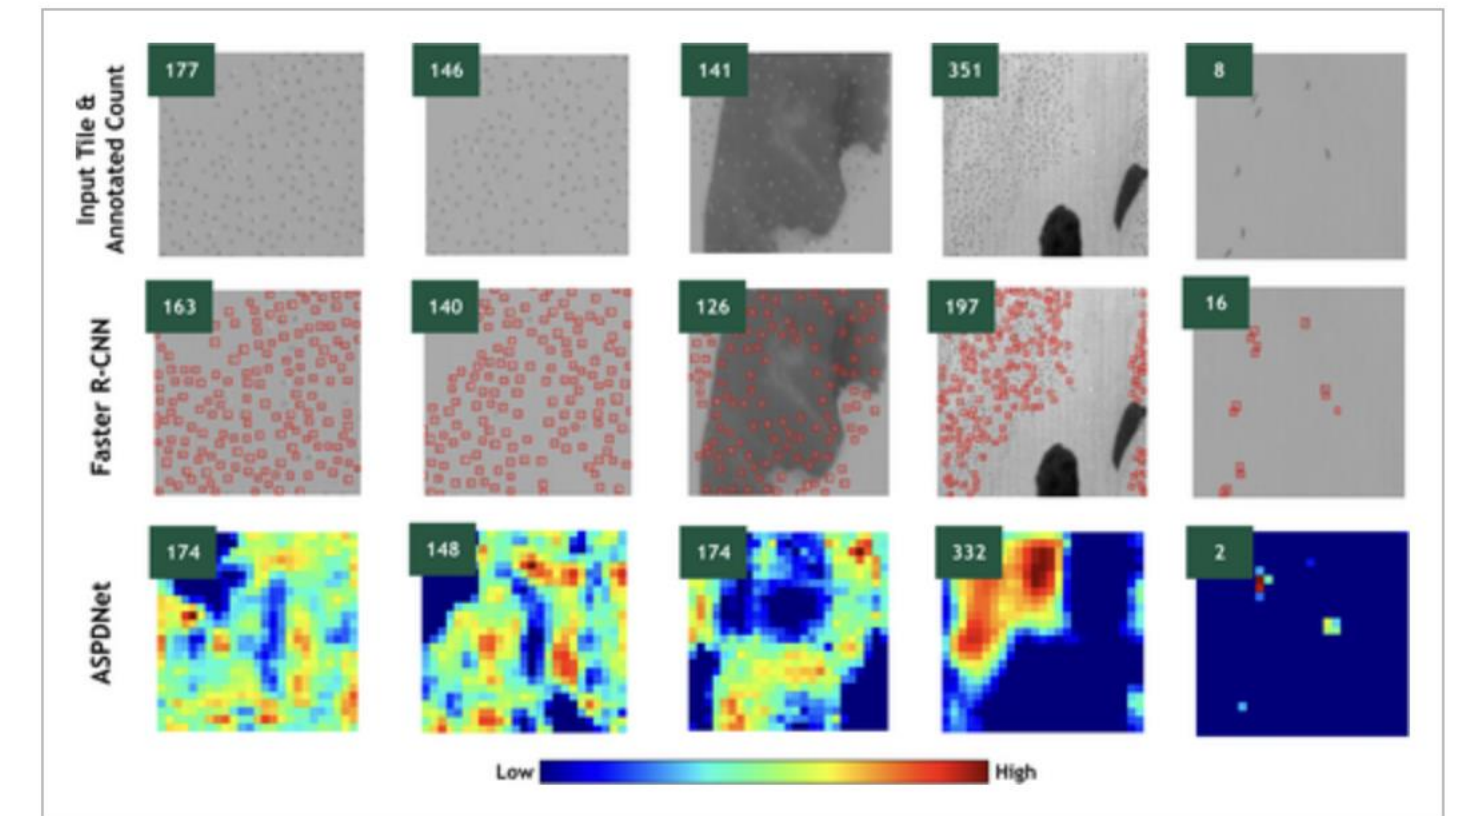 Input Tile &
Annotated Count
177
146
141
351
8
Faster R-CNN
163
140
126
197
16
ASPDNet
174
148
174
332
2
Low
High